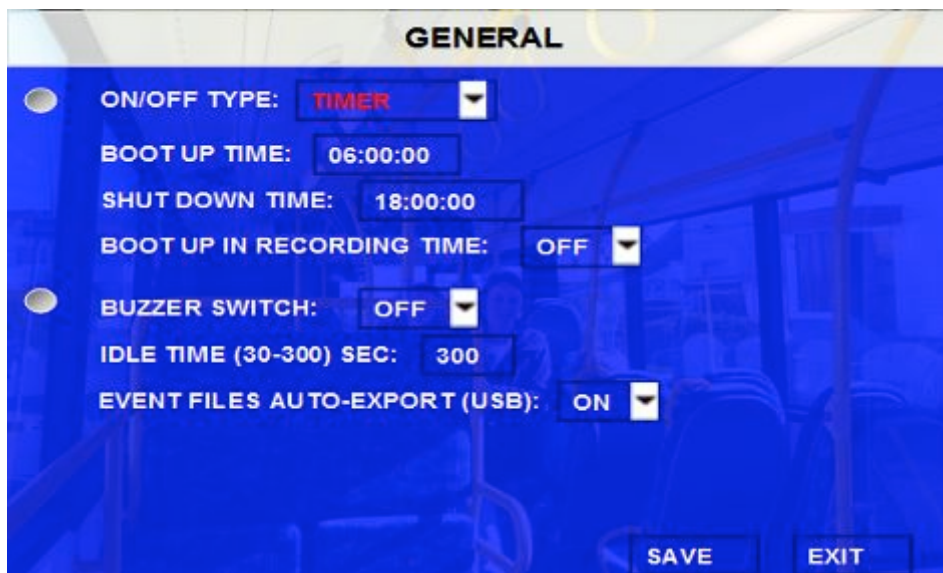 GENERAL
ON/OFF TYPE: TIMER
BOOT UP TIME: 06:00:00
SHUT DOWN TIME: 18:00:00
BOOT UP IN RECORDING TIME: OFF
BUZZER SWITCH: OFF
IDLE TIME (30-300) SEC: 300
EVENT FILES AUTO-EXPORT (USB): ON
SAVE EXIT